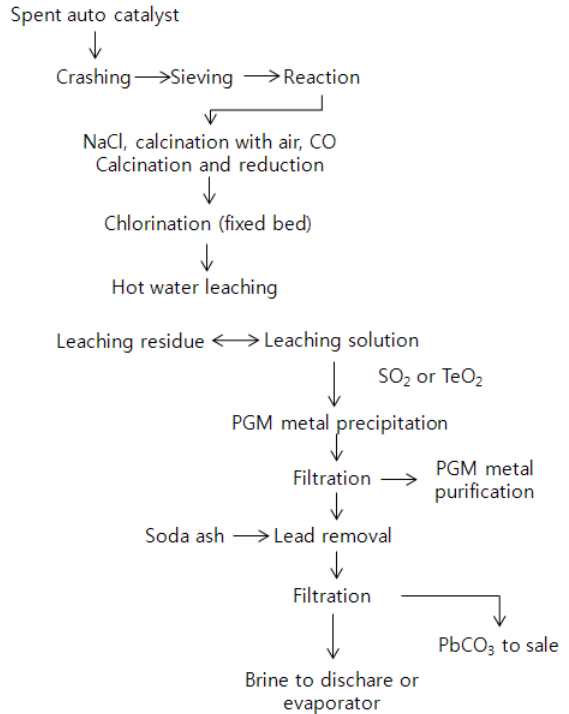 Spent auto catalyst
Crashing Sieving Reaction
NaCl, calcination with air, CO
Calcination and reduction
Chlorination (fixed bed)
Hot water leaching
Leaching residue Leaching solution
SO₂ or TeO₂
PGM metal precipitation
Filtration PGM metal
purification
Soda ash Lead removal
Filtration
PbCO₃ to sale
Brine to dischare or
evaporator